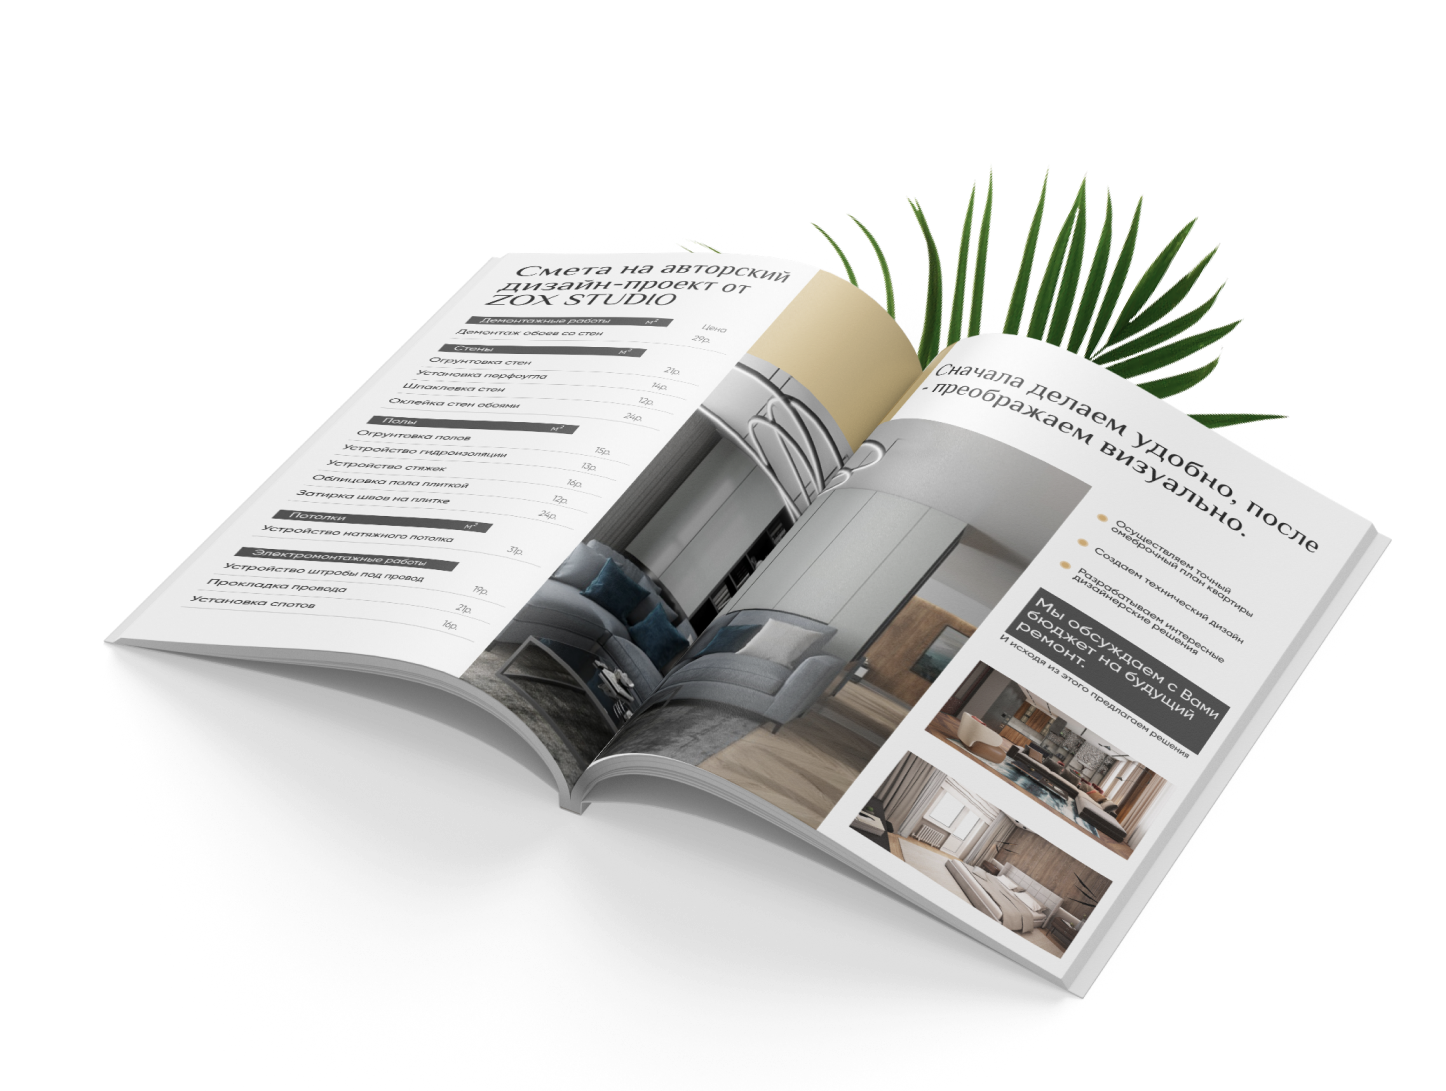 Смета на авторский
дизайн-проект от
ZOX STUDIO
Цена
Демонтажные работы м²
Демонтаж обоев со стен 29р.
Стены м²
Огрунтовка стен 21р.
Установка перфоугла 14р.
Шпаклевка стен 12р.
Оклейка стен обоями 24р.
Полы м²
Огрунтовка полов 15р.
Устройство гидроизоляции 13р.
Устройство стяжек 16р.
Облицовка пола плиткой 12р.
Затирка швов на плитке 24р.
Потолки м²
Устройство натяжного потолка 31р.
Электромонтажные работы
Устройство штробы под провод 19р.
Прокладка провода 21р.
Установка спотов 16р.
Сначала делаем удобно, после
- преображаем визуально.
Осуществляем точный
омеброчный план квартиры
Создаем технический дизайн
Разрабатываем интересные
дизайнерские решения
Мы обсуждаем с Вами
бюджет на будущий
ремонт.
И исходя из этого предлагаем решения